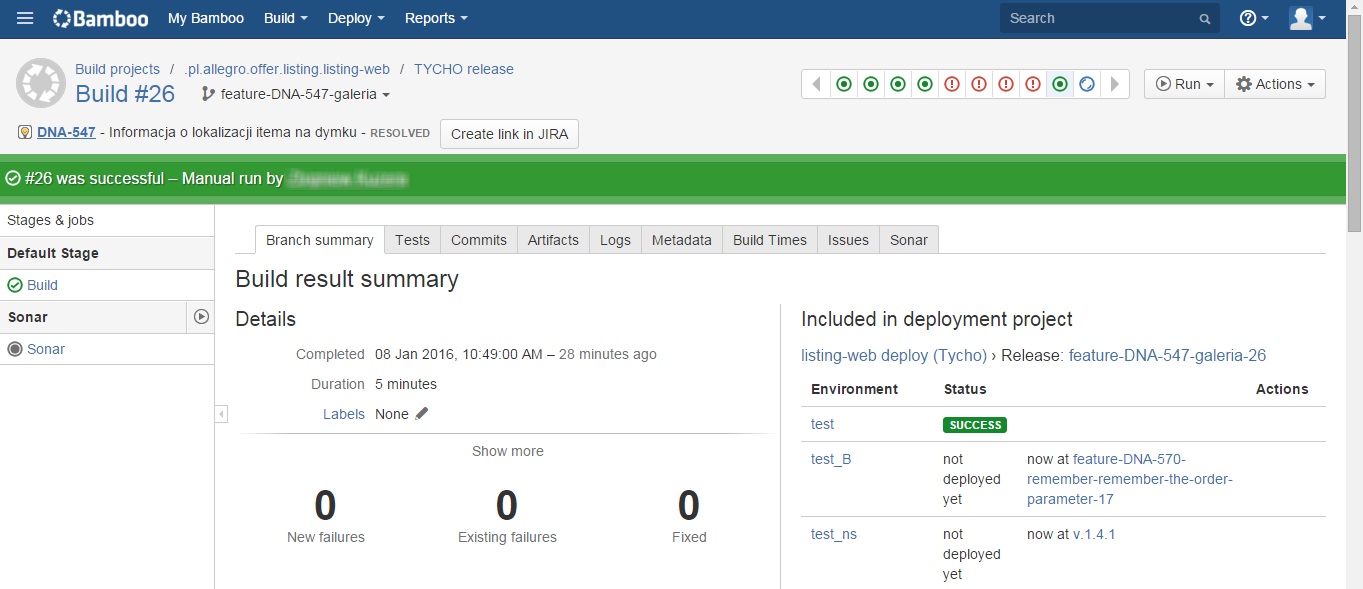 Bamboo My Bamboo Build Deploy Reports Search
Build projects / .pl.allegro.offer.listing.listing-web / TYCHO release
Build #26 feature-DNA-547-galeria
Run Actions
DNA-547 - Informacja o lokalizacji itema na dymku - RESOLVED Create link in JIRA
#26 was successful – Manual run by
Stages & jobs
Default Stage
Build
Sonar
Sonar
Branch summary Tests Commits Artifacts Logs Metadata Build Times Issues Sonar
Build result summary
Details
Completed 08 Jan 2016, 10:49:00 AM – 28 minutes ago
Duration 5 minutes
Labels None
Show more
0 0 0
New failures Existing failures Fixed
Included in deployment project
listing-web deploy (Tycho) › Release: feature-DNA-547-galeria-26
Environment Status Actions
test SUCCESS
test_B not now at feature-DNA-570-
deployed remember-remember-the-order-
yet parameter-17
test_ns not now at v.1.4.1
deployed
yet